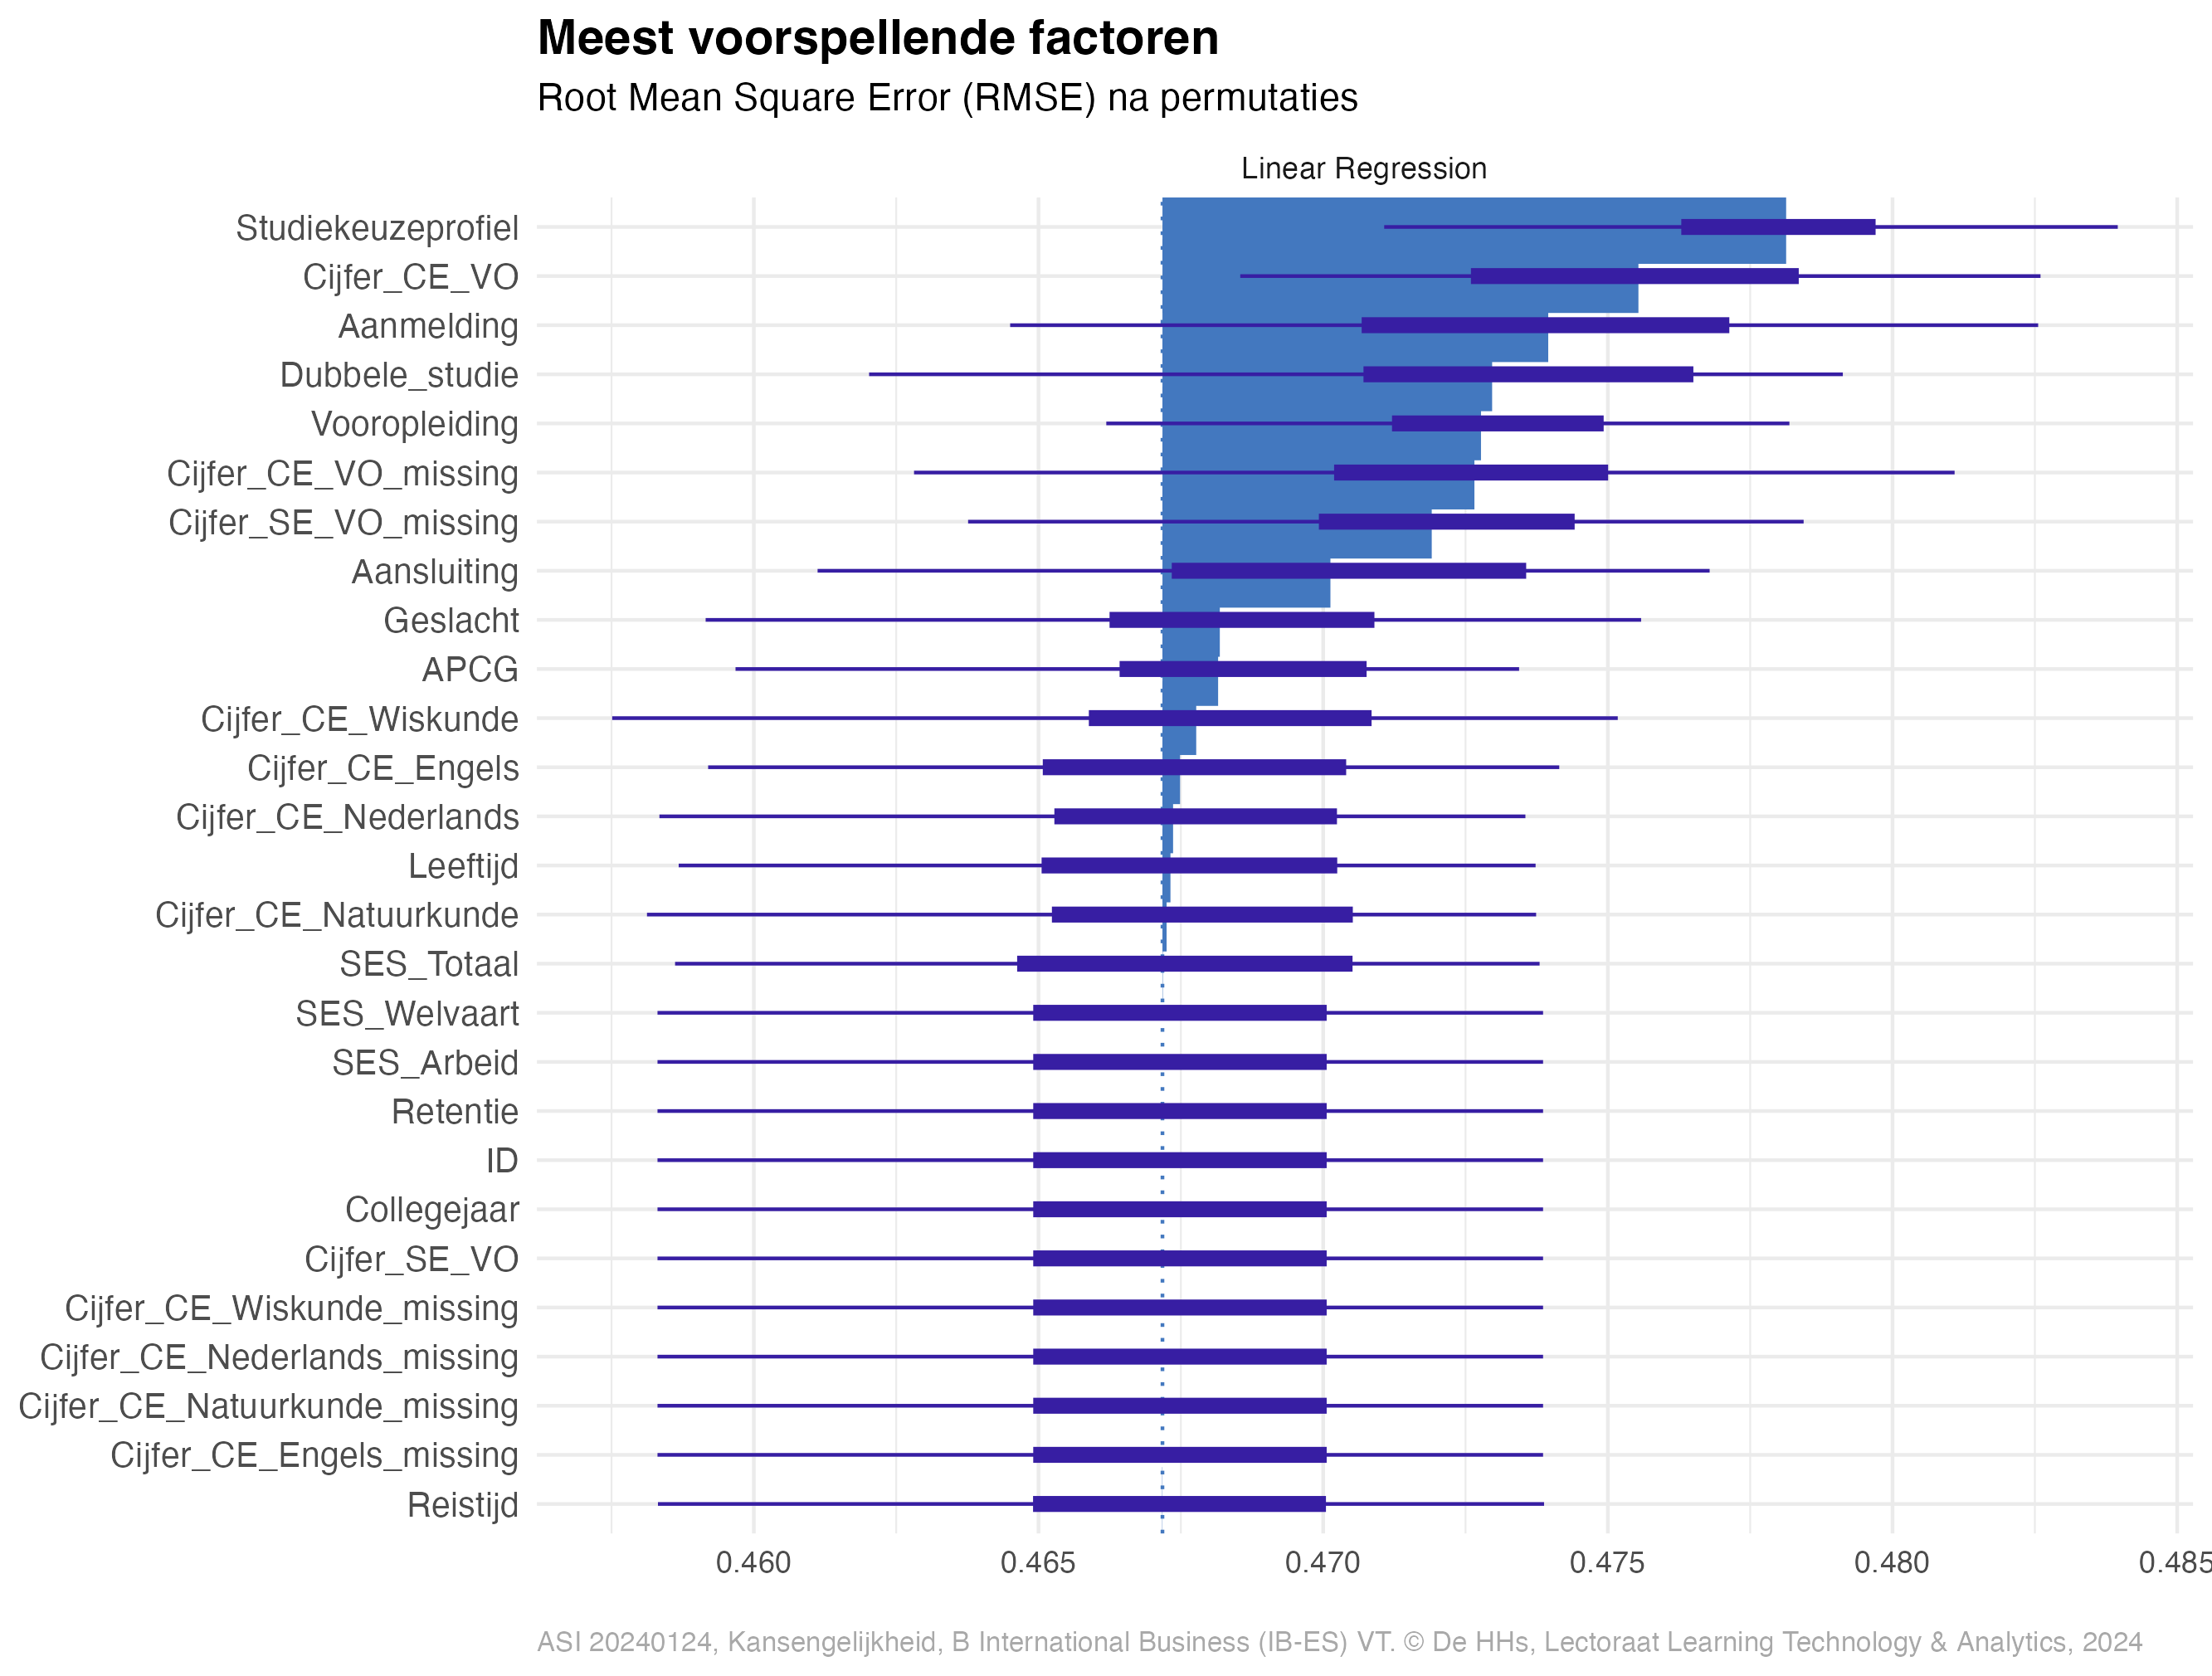 Meest voorspellende factoren
Root Mean Square Error (RMSE) na permutaties
Linear Regression
Studiekeuzeprofiel
Cijfer_CE_VO
Aanmelding
Dubbele_studie
Vooropleiding
Cijfer_CE_VO_missing
Cijfer_SE_VO_missing
Aansluiting
Geslacht
APCG
Cijfer_CE_Wiskunde
Cijfer_CE_Engels
Cijfer_CE_Nederlands
Leeftijd
Cijfer_CE_Natuurkunde
SES_Totaal
SES_Welvaart
SES_Arbeid
Retentie
ID
Collegejaar
Cijfer_SE_VO
Cijfer_CE_Wiskunde_missing
Cijfer_CE_Nederlands_missing
Cijfer_CE_Natuurkunde_missing
Cijfer_CE_Engels_missing
Reistijd
0.460 0.465 0.470 0.475 0.480 0.485
ASI 20240124, Kansengelijkheid, B International Business (IB-ES) VT. © De HHs, Lectoraat Learning Technology & Analytics, 2024